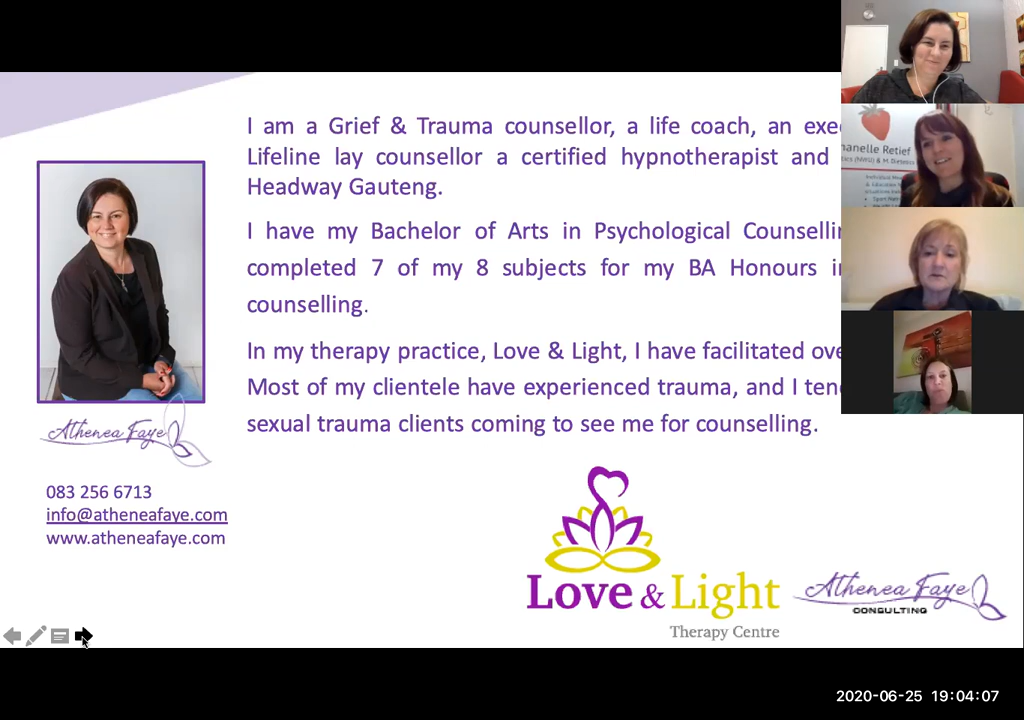 I am a Grief & Trauma counsellor, a life coach, an
Lifeline lay counsellor a certified hypnotherapist and
Headway Gauteng.
I have my Bachelor of Arts in Psychological
completed 7 of my 8 subjects for my BA Honours
counselling.
In my therapy practice, Love & Light, I have facilitated
Most of my clientele have experienced trauma, and I
sexual trauma clients coming to see me for counselling.
Athenea Faye
083 256 6713
info@atheneafaye.com
www.atheneafaye.com
Love & Light
Therapy Centre
Athenea Faye
CONSULTING
Retief
2020-06-25 19:04:07